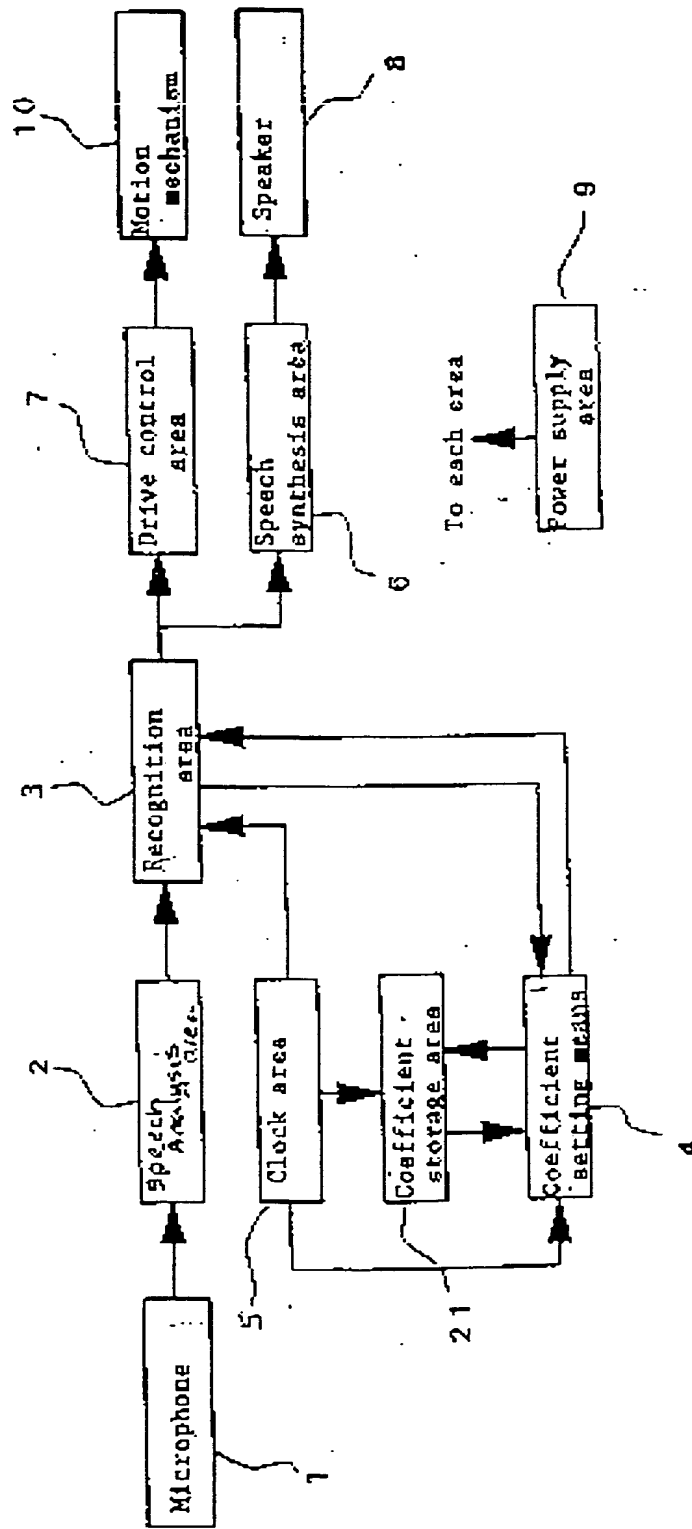 1
Microphone
2
Speech
Analysis
area
3
Recognition
area
7
Drive control
area
10
Motion
mechanism
6
Speech
synthesis area
8
Speaker
5
Clock area
21
Coefficient
storage area
4
Coefficient
setting means
To each area
9
Power supply
area